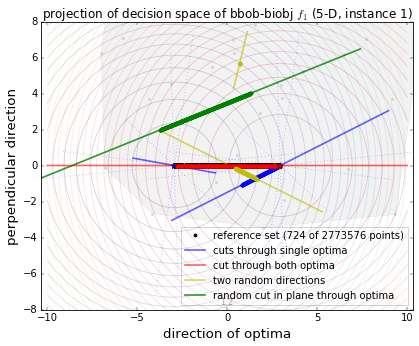 projection of decision space of bbob-biobj f₁ (5-D, instance 1)
perpendicular direction
8
6
4
2
0
−2
−4
−6
−8
reference set (724 of 2773576 points)
cuts through single optima
cut through both optima
two random directions
random cut in plane through optima
−10
−5
0
5
10
direction of optima